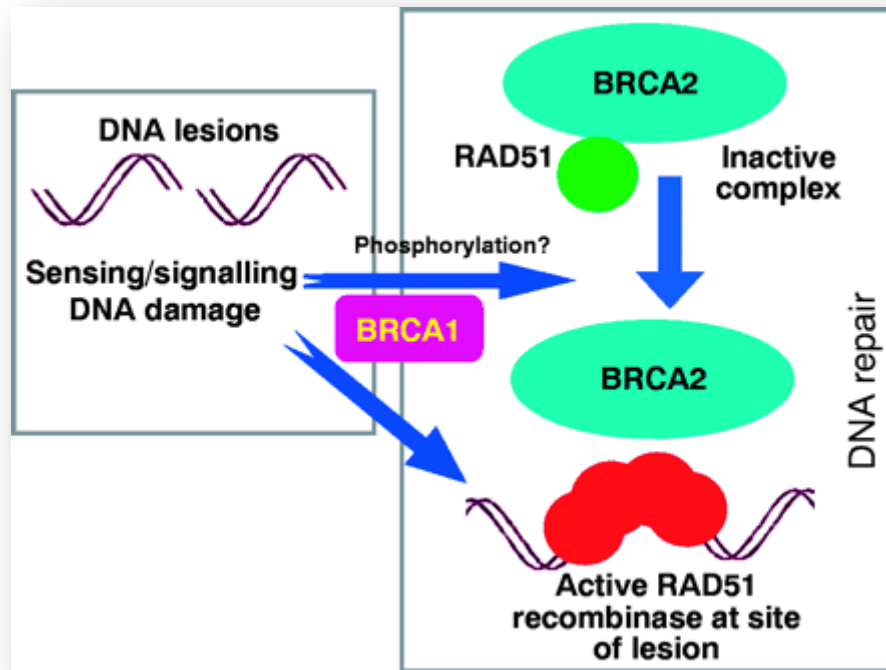 DNA lesions
Sensing/signalling
DNA damage
Phosphorylation?
BRCA1
BRCA2
RAD51
Inactive
complex
BRCA2
DNA repair
Active RAD51
recombinase at site
of lesion